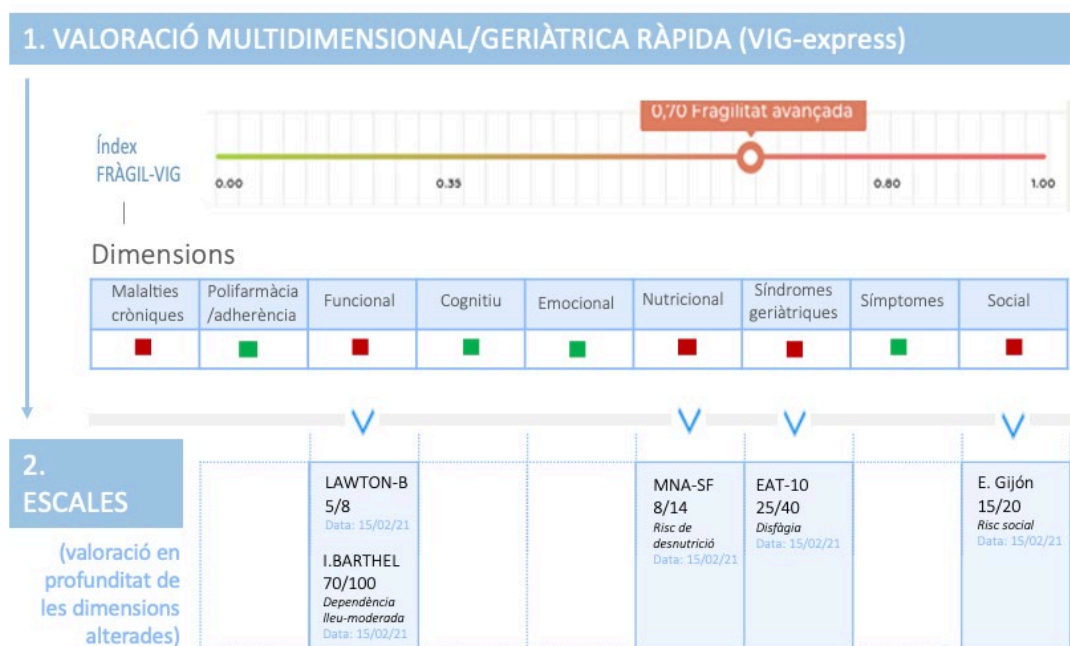 1. VALORACIÓ MULTIDIMENSIONAL/GERIÀTRICA RÀPIDA (VIG-express)
0,70 Fragilitat avançada
Índex
FRÀGIL-VIG
0.00
0.35
0.80
1.00
Dimensions
Malalties
cròniques
Polifarmàcia
/adherència
Funcional
Cognitiu
Emocional
Nutricional
Síndromes
geriàtriques
Símptomes
Social
2.
ESCALES
(valoració en
profunditat de
les dimensions
alterades)
LAWTON-B
5/8
Data: 15/02/21
I.BARTHEL
70/100
Dependència
lleu-moderada
Data: 15/02/21
MNA-SF
8/14
Risc de
desnutrició
Data: 15/02/21
EAT-10
25/40
Disfàgia
Data: 15/02/21
E. Gijón
15/20
Risc social
Data: 15/02/21